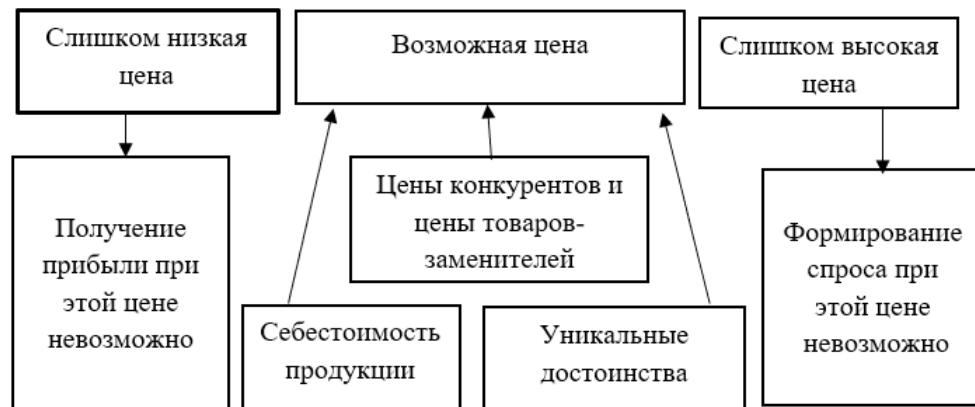 Слишком низкая
цена
Возможная цена
Слишком высокая
цена
Получение
прибыли при
этой цене
невозможно
Цены конкурентов и
цены товаров-
заменителей
Формирование
спроса при
этой цене
невозможно
Себестоимость
продукции
Уникальные
достоинства